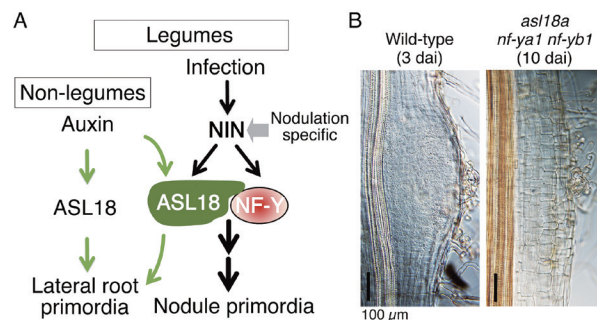 A
Legumes
Infection
Non-legumes
Auxin
NIN
Nodulation
specific
ASL18
ASL18
NF-Y
Lateral root
primordia
Nodule primordia
B
Wild-type
(3 dai)
asl18a
nf-ya1 nf-yb1
(10 dai)
100 µm